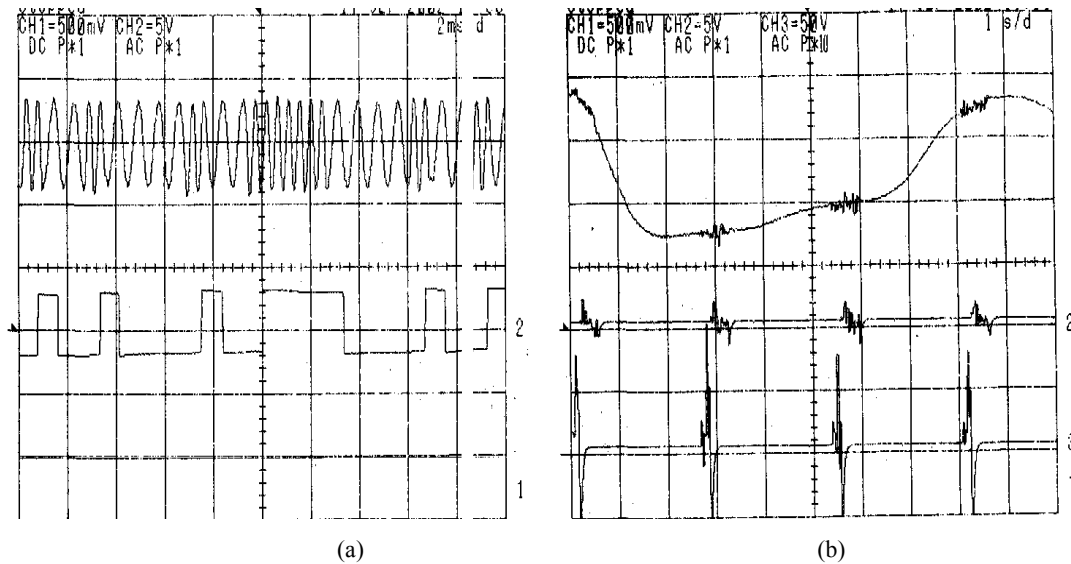 CH1=500mV CH2=5V 2ms d
DC P*1 AC P*1
2
1
(a)
CH1=500mV CH2=5V CH3=50V 1 s/d
DC P*1 AC P*1 AC P*10
2
3
(b)